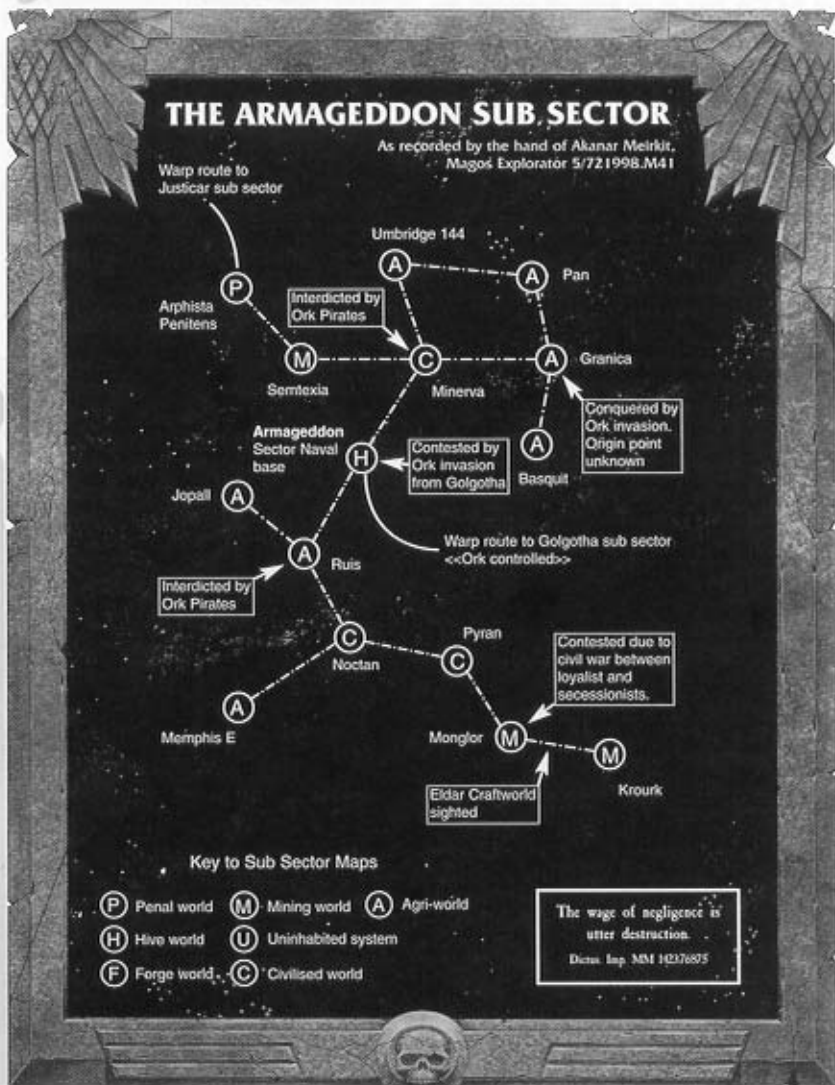 THE ARMAGEDDON SUB SECTOR
As recorded by the hand of Akanar Meirkit,
Magos Explorator 5/721998.M41
Warp route to
Justicar sub sector
Umbridge 144
A
A
Pan
P
Arphista
Penitens
Interdicted by
Ork Pirates
M
Semtexia
C
Minerva
A
Granica
Conquered by
Ork invasion.
Origin point
unknown
Armageddon
Sector Naval
base
H
Contested by
Ork invasion
from Golgotha
A
Basquit
Jopall
A
Warp route to Golgotha sub sector
<<Ork controlled>>
A
Ruis
Interdicted by
Ork Pirates
C
Noctan
Pyran
C
Contested due to
civil war between
loyalist and
secessionists.
A
Memphis E
Monglor
M
M
Krourk
Eldar Craftworld
sighted
Key to Sub Sector Maps
P Penal world
M Mining world
A Agri-world
H Hive world
U Uninhabited system
F Forge world
C Civilised world
The wage of negligence is
utter destruction.
Dictus Imp. MM